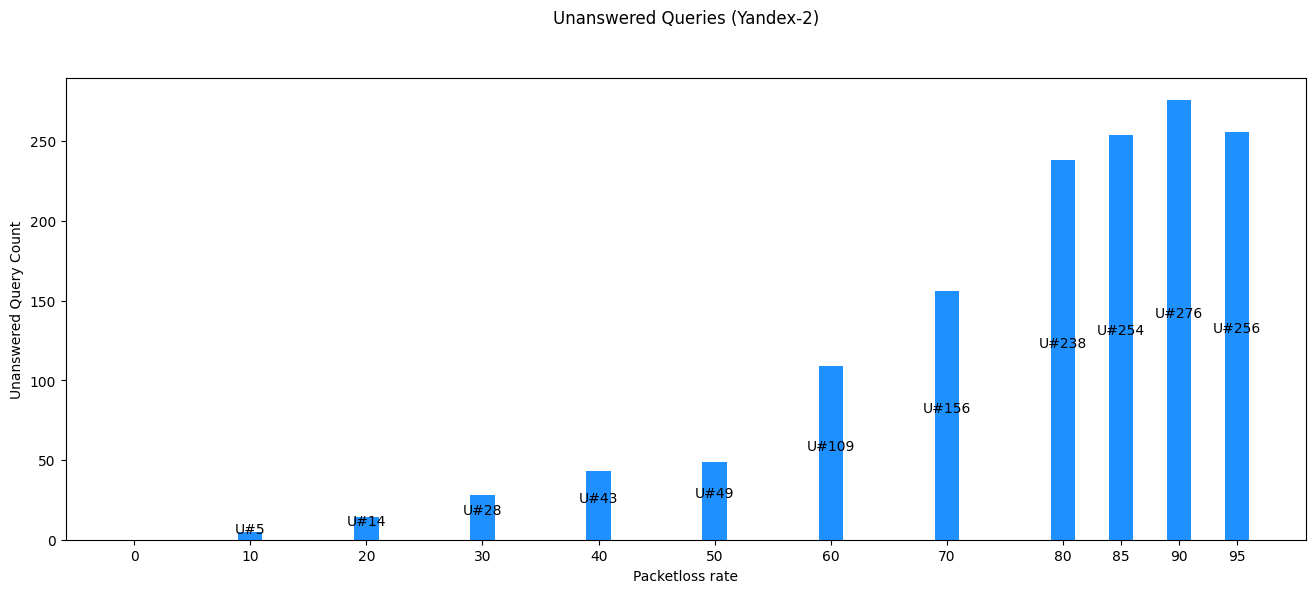 Unanswered Queries (Yandex-2)
Unanswered Query Count
250
200
150
100
50
0
U#5
U#14
U#28
U#43
U#49
U#109
U#156
U#238
U#254
U#276
U#256
0 10 20 30 40 50 60 70 80 85 90 95
Packetloss rate